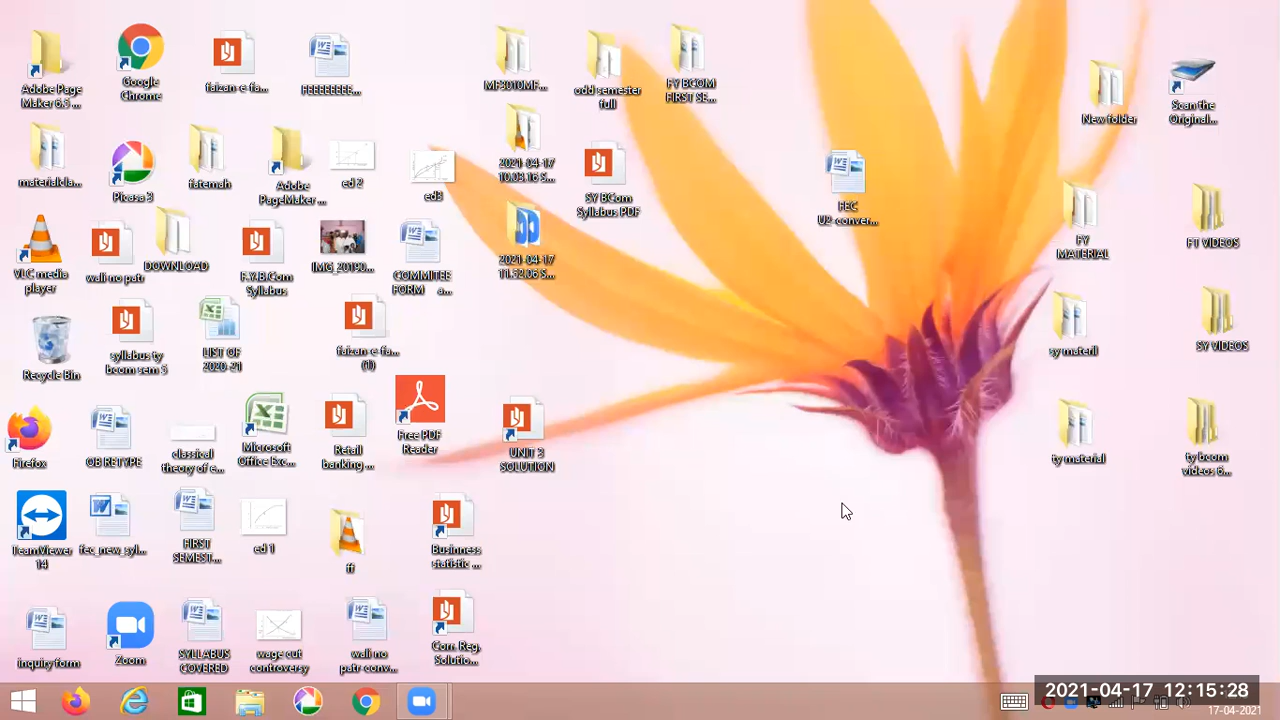 Adobe Page
Maker 6.5 ...
Google
Chrome
faizan-e-fa...
FEEEEEEEE...
MF3010MF...
odd semester
full
FY BCOM
FIRST SE...
New folder
Scan the
Original...
material-la...
Picasa 3
fatemah
Adobe
PageMaker ...
ed 2
ed3
2021-04-17
10.03.16 S...
SY BCom
Syllabus PDF
FEC
U2-conver...
FY
MATERIAL
FT VIDEOS
VLC media
player
wali no patr
DOWNLOAD
F.Y.B.Com
Syllabus
IMG_20190...
COMMITEE
FORM a...
2021-04-17
11.32.06 S...
Recycle Bin
syllabus ty
bcom sem 5
LIST OF
2020-21
faizan-e-fa...
(1)
sy materil
SY VIDEOS
Firefox
OB RETYPE
classical
theory of e...
Microsoft
Office Exc...
Retail
banking ...
Free PDF
Reader
UNIT 3
SOLUTION
ty material
ty bcom
videos 6...
TeamViewer
14
fec_new_syl...
FIRST
SEMEST...
ed 1
ff
Businness
statistic ...
inquiry form
Zoom
SYLLABUS
COVERED
wage cut
controversy
wali no
patr-conv...
Corr. Reg.
Solutio...
2021-04-17 12:15:28
17-04-2021